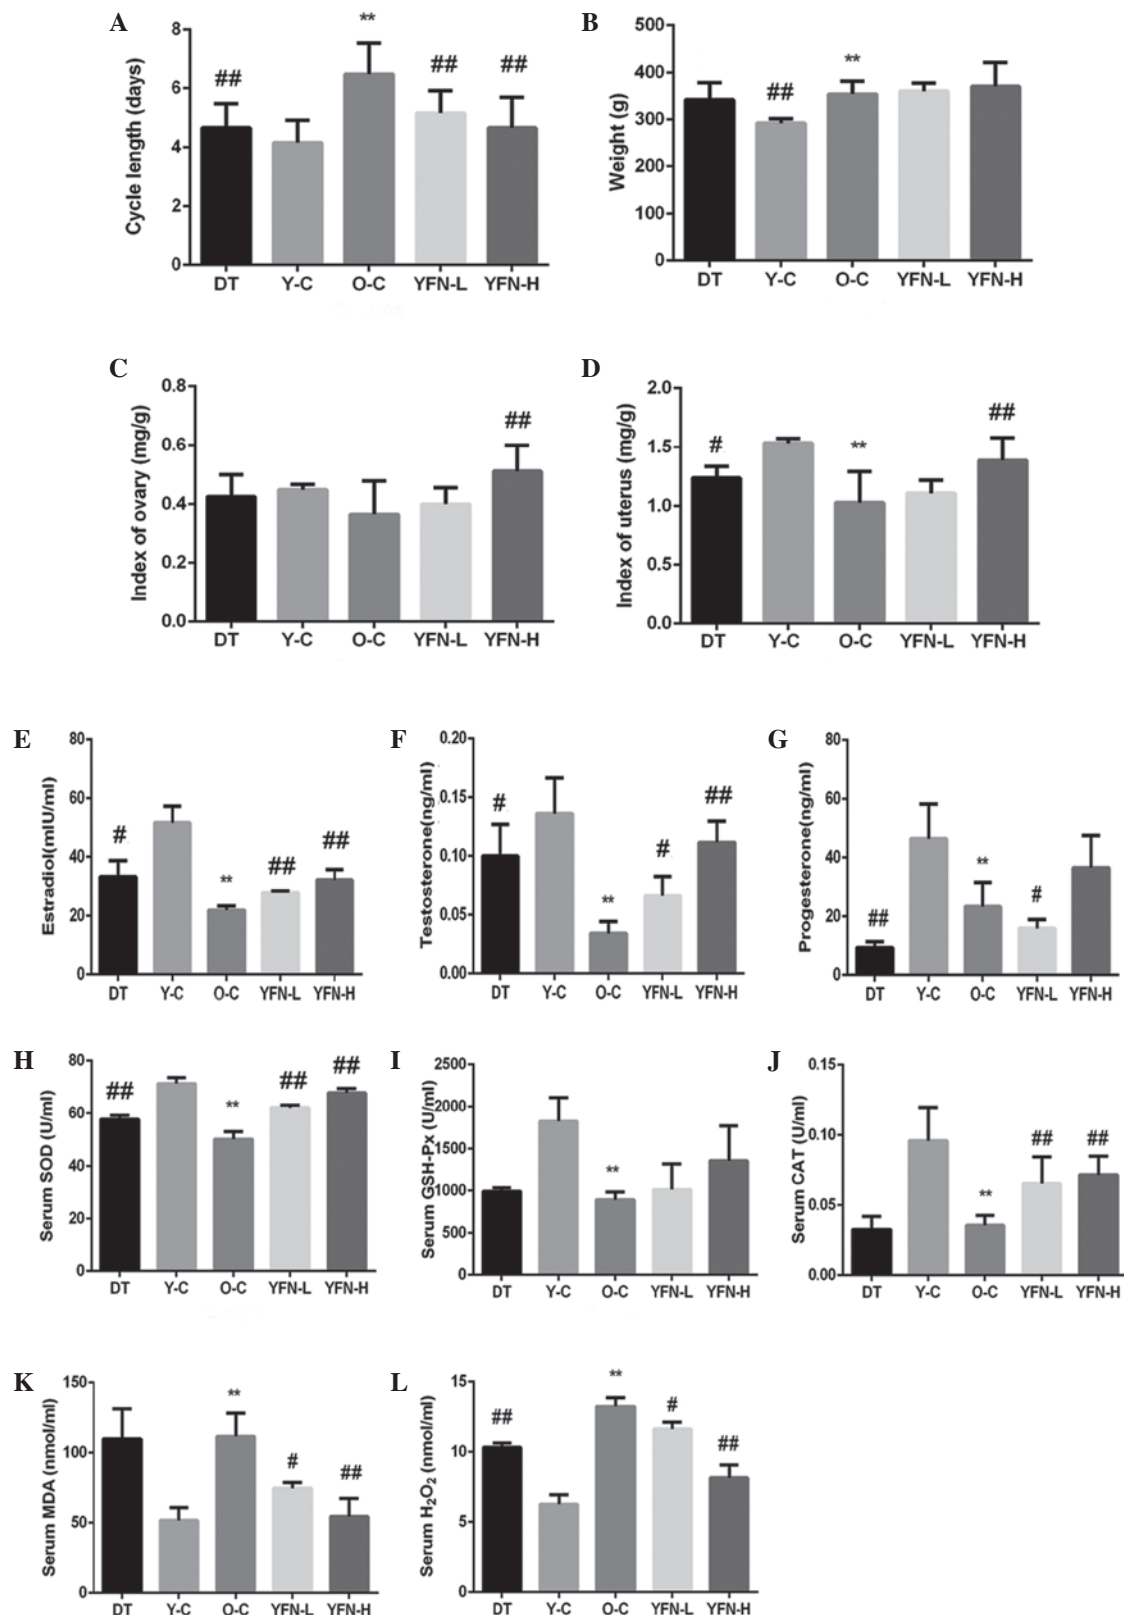 A
Cycle length (days)
8
6
4
2
0
##
**
##
##
DT Y-C O-C YFN-L YFN-H
B
Weight (g)
500
400
300
200
100
0
##
**
DT Y-C O-C YFN-L YFN-H
C
Index of ovary (mg/g)
0.8
0.6
0.4
0.2
0.0
##
DT Y-C O-C YFN-L YFN-H
D
Index of uterus (mg/g)
2.0
1.5
1.0
0.5
0.0
#
**
##
DT Y-C O-C YFN-L YFN-H
E
Estradiol(mIU/ml)
80
60
40
20
0
#
**
##
##
DT Y-C O-C YFN-L YFN-H
F
Testosterone(ng/ml)
0.20
0.15
0.10
0.05
0.00
#
**
#
##
DT Y-C O-C YFN-L YFN-H
G
Progesterone(ng/ml)
80
60
40
20
0
##
**
#
DT Y-C O-C YFN-L YFN-H
H
Serum SOD (U/ml)
80
60
40
20
0
##
**
##
##
DT Y-C O-C YFN-L YFN-H
I
Serum GSH-Px (U/ml)
2500
2000
1500
1000
500
0
**
DT Y-C O-C YFN-L YFN-H
J
Serum CAT (U/ml)
0.15
0.10
0.05
0.00
**
##
##
DT Y-C O-C YFN-L YFN-H
K
Serum MDA (nmol/ml)
150
100
50
0
**
#
##
DT Y-C O-C YFN-L YFN-H
L
Serum H₂O₂ (nmol/ml)
15
10
5
0
##
**
#
##
DT Y-C O-C YFN-L YFN-H